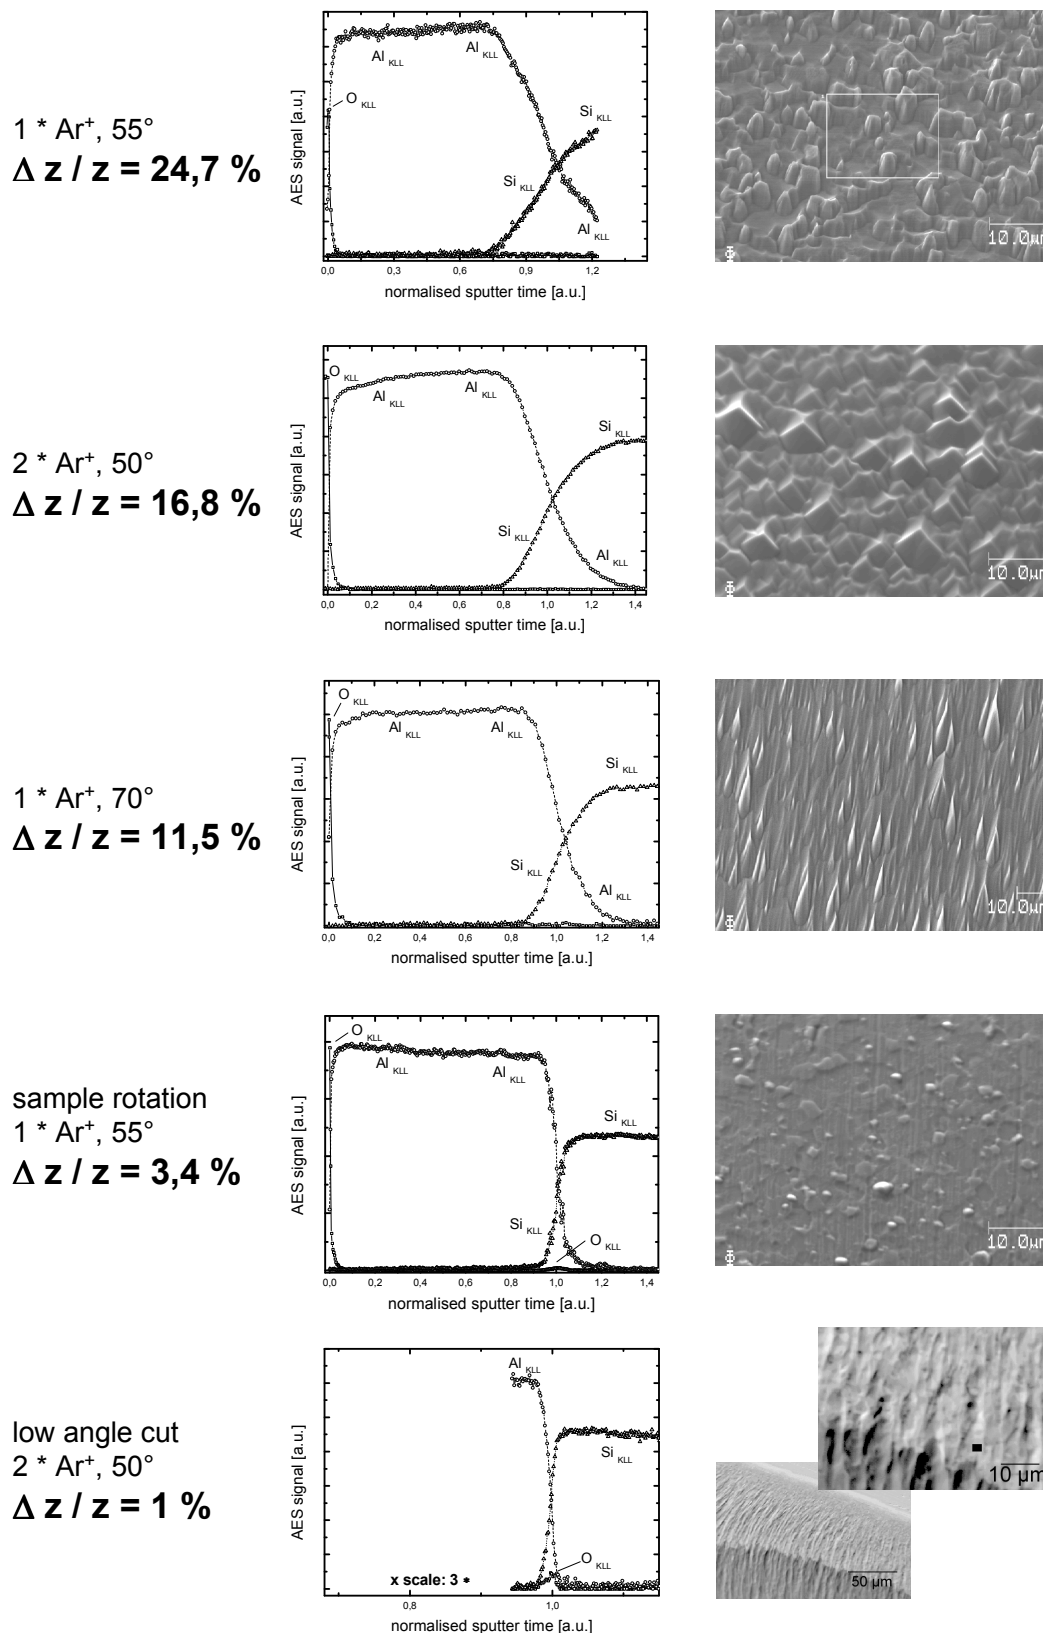 1 * Ar⁺, 55°
Δ z / z = 24,7 %
AES signal [a.u.]
O KLL
Al KLL
Al KLL
Si KLL
Si KLL
Al KLL
0,0 0,3 0,6 0,9 1,2
normalised sputter time [a.u.]
10.0µm
2 * Ar⁺, 50°
Δ z / z = 16,8 %
AES signal [a.u.]
O KLL
Al KLL
Al KLL
Si KLL
Si KLL
Al KLL
0,0 0,2 0,4 0,6 0,8 1,0 1,2 1,4
normalised sputter time [a.u.]
10.0µm
1 * Ar⁺, 70°
Δ z / z = 11,5 %
AES signal [a.u.]
O KLL
Al KLL
Al KLL
Si KLL
Si KLL
Al KLL
0,0 0,2 0,4 0,6 0,8 1,0 1,2 1,4
normalised sputter time [a.u.]
10.0µm
sample rotation
1 * Ar⁺, 55°
Δ z / z = 3,4 %
AES signal [a.u.]
O KLL
Al KLL
Al KLL
Si KLL
Si KLL
O KLL
0,0 0,2 0,4 0,6 0,8 1,0 1,2 1,4
normalised sputter time [a.u.]
10.0µm
low angle cut
2 * Ar⁺, 50°
Δ z / z = 1 %
AES signal [a.u.]
Al KLL
Si KLL
O KLL
x scale: 3 *
0,8 1,0
normalised sputter time [a.u.]
10 µm
50 µm